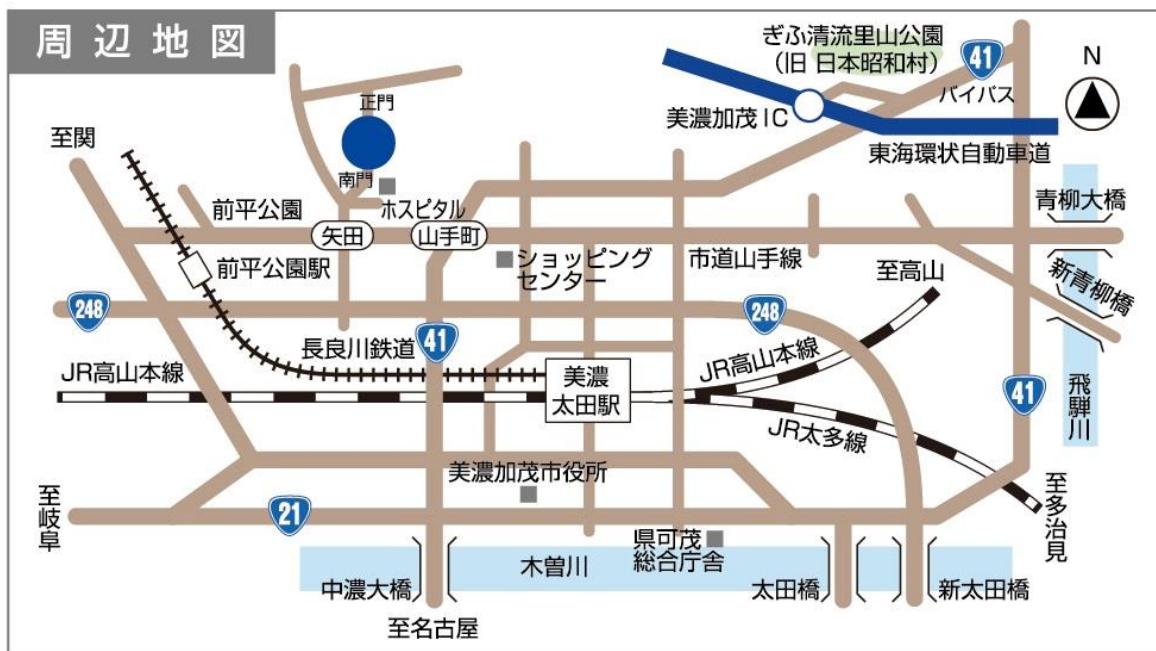 周辺地図
ぎふ清流里山公園
（旧 日本昭和村）
41
バイパス
N
正門
美濃加茂IC
東海環状自動車道
至関
南門
ホスピタル
前平公園
矢田
山手町
青柳大橋
前平公園駅
ショッピング
センター
市道山手線
至高山
新青柳橋
248
248
41
長良川鉄道
JR高山本線
美濃
太田駅
JR高山本線
JR太多線
41
飛騨川
美濃加茂市役所
至岐阜
21
至多治見
県可茂
総合庁舎
中濃大橋
木曽川
太田橋
新太田橋
至名古屋